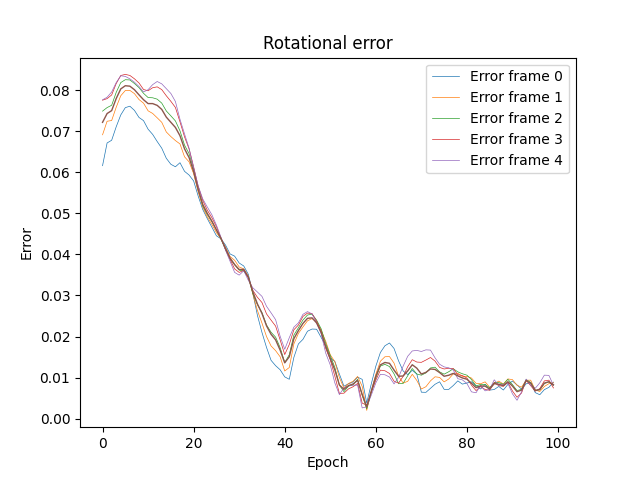 Rotational error
Error frame 0
Error frame 1
Error frame 2
Error frame 3
Error frame 4
0.08
0.07
0.06
0.05
0.04
0.03
0.02
0.01
0.00
Error
0 20 40 60 80 100
Epoch